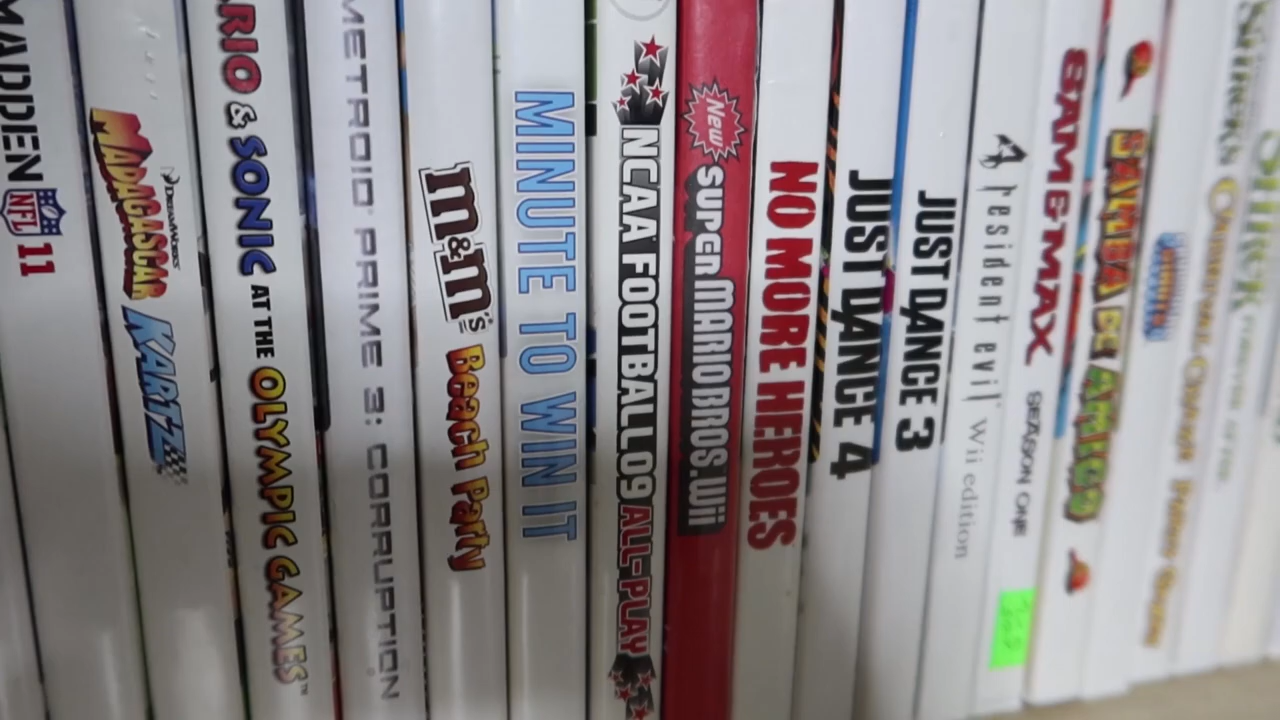 MADDEN NFL 11
DREAMWORKS
MADAGASCAR KARTZ
MARIO & SONIC AT THE OLYMPIC GAMES™
METROID PRIME 3: CORRUPTION
m&m's® Beach Party
MINUTE TO WIN IT
NCAA FOOTBALL 09 ALL-PLAY
New SUPER MARIO BROS. Wii
NO MORE HEROES
JUST DANCE 4
JUST DANCE 3
4 resident evil Wii edition
SAM & MAX SEASON ONE
SAMBA DE AMIGO